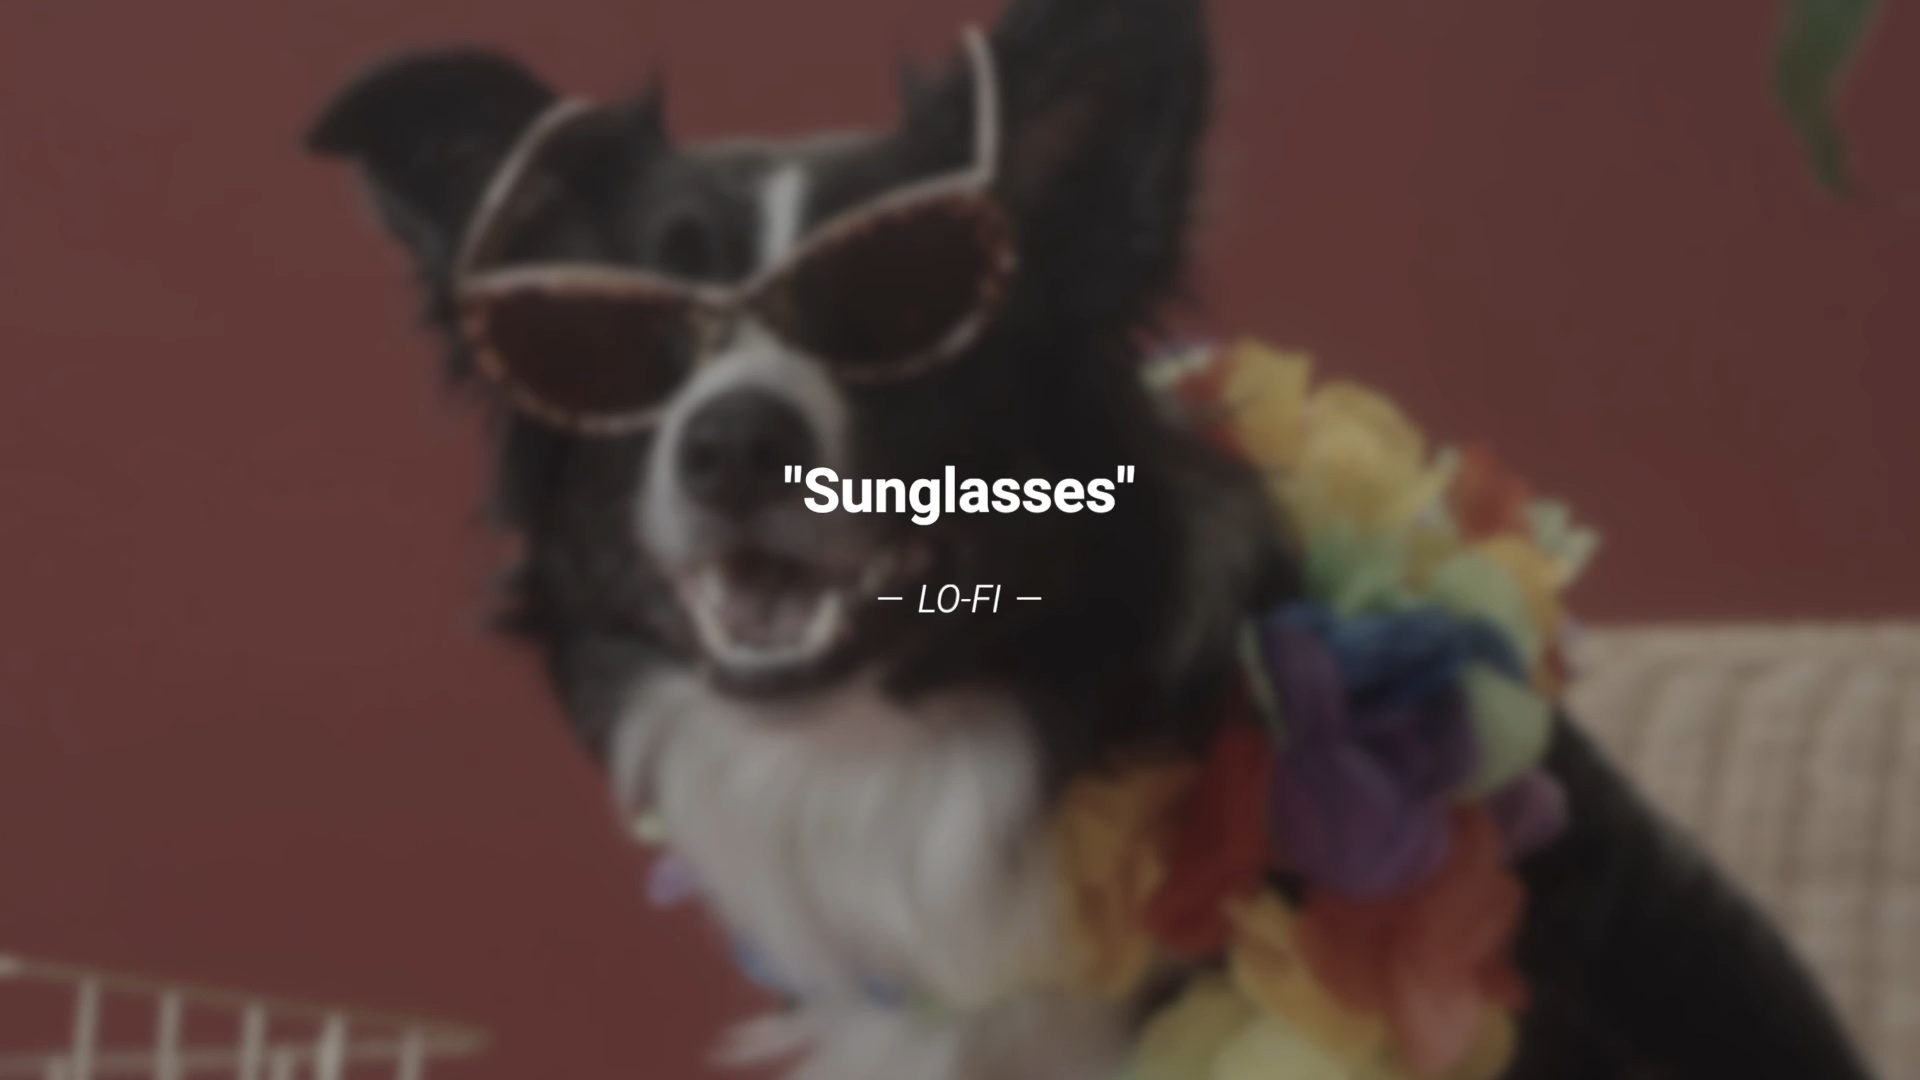 "Sunglasses"
— LO-FI —